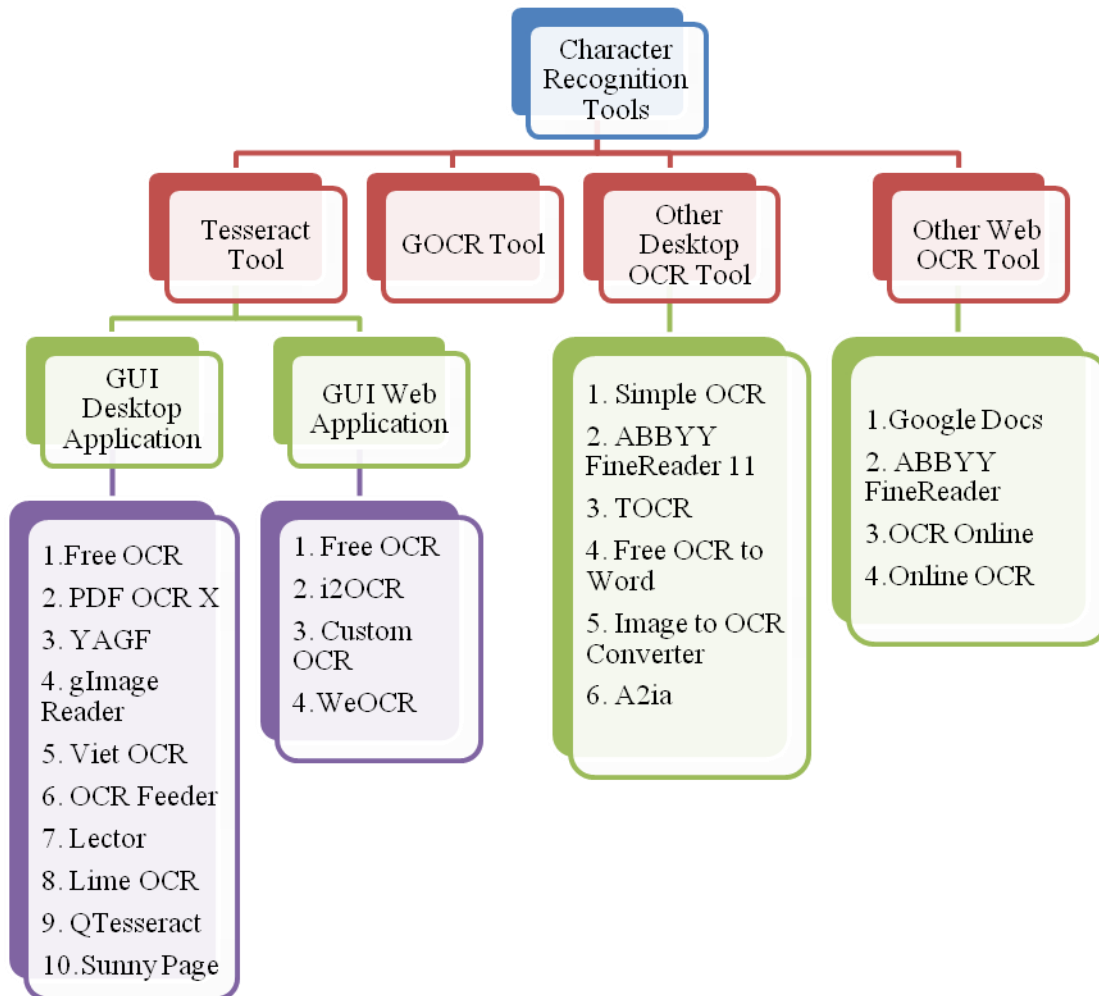 Character
Recognition
Tools
Tesseract
Tool
GOCR Tool
Other
Desktop
OCR Tool
Other Web
OCR Tool
GUI
Desktop
Application
GUI Web
Application
1.Free OCR
2. PDF OCR X
3. YAGF
4. gImage
Reader
5. Viet OCR
6. OCR Feeder
7. Lector
8. Lime OCR
9. QTesseract
10.Sunny Page
1. Free OCR
2. i2OCR
3. Custom
OCR
4. WeOCR
1. Simple OCR
2. ABBYY
FineReader 11
3. TOCR
4. Free OCR to
Word
5. Image to OCR
Converter
6. A2ia
1.Google Docs
2. ABBYY
FineReader
3.OCR Online
4.Online OCR